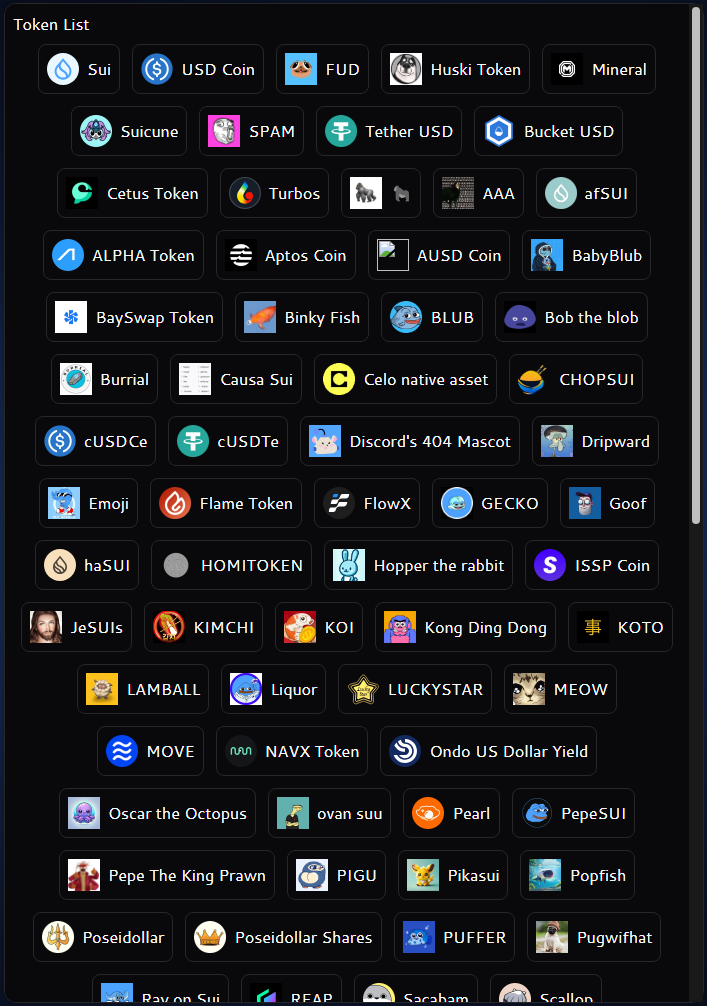 Token List
Sui USD Coin FUD Huski Token Mineral
Suicune SPAM Tether USD Bucket USD
Cetus Token Turbos 🦍 AAA afSUI
ALPHA Token Aptos Coin AUSD Coin BabyBlub
BaySwap Token Binky Fish BLUB Bob the blob
Burrial Causa Sui Celo native asset CHOPSUI
cUSDCe cUSDTe Discord's 404 Mascot Dripward
Emoji Flame Token FlowX GECKO Goof
haSUI HOMITOKEN Hopper the rabbit ISSP Coin
JeSUIs KIMCHI KOI Kong Ding Dong 事 KOTO
LAMBALL Liquor LUCKYSTAR MEOW
MOVE NAVX Token Ondo US Dollar Yield
Oscar the Octopus ovan suu Pearl PepeSUI
Pepe The King Prawn PIGU Pikasui Popfish
Poseidollar Poseidollar Shares PUFFER Pugwifhat
Ray on Sui REAP Sacabam Scallop